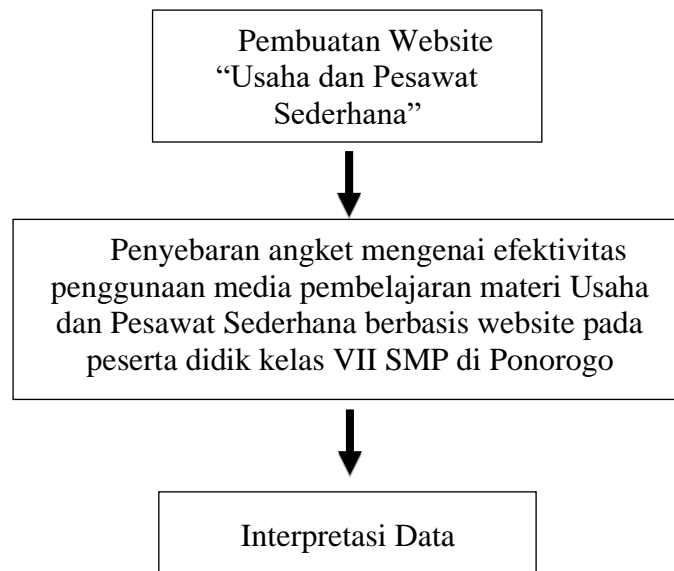 Pembuatan Website
“Usaha dan Pesawat
Sederhana”
Penyebaran angket mengenai efektivitas
penggunaan media pembelajaran materi Usaha
dan Pesawat Sederhana berbasis website pada
peserta didik kelas VII SMP di Ponorogo
Interpretasi Data